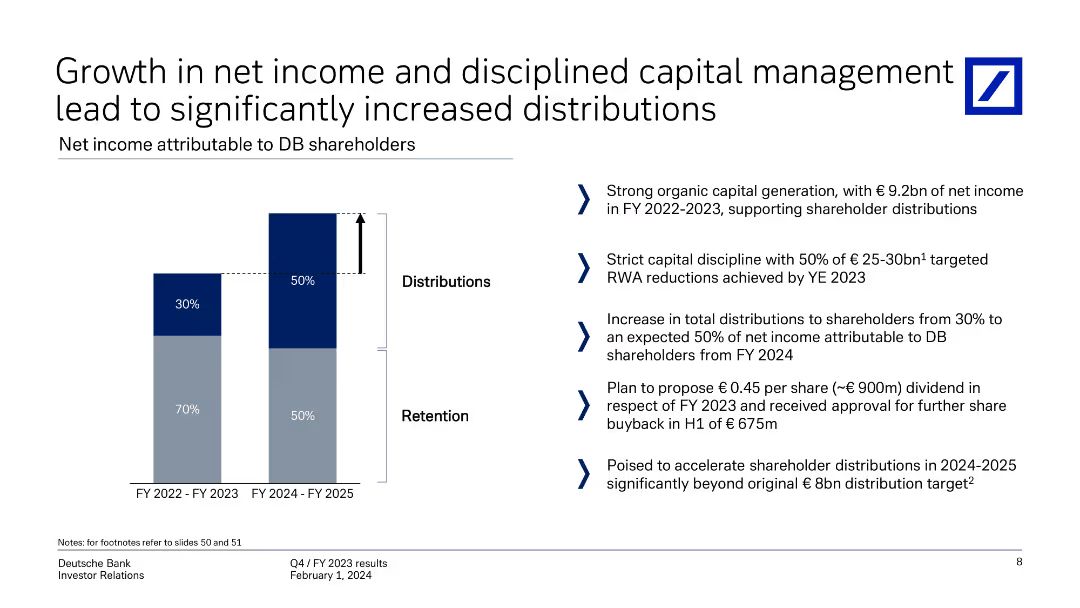 Growth in net income and disciplined capital management
lead to significantly increased distributions
Net income attributable to DB shareholders
30%
70%
50%
50%
FY 2022 - FY 2023
FY 2024 - FY 2025
Distributions
Retention
Strong organic capital generation, with € 9.2bn of net income
in FY 2022-2023, supporting shareholder distributions
Strict capital discipline with 50% of € 25-30bn¹ targeted
RWA reductions achieved by YE 2023
Increase in total distributions to shareholders from 30% to
an expected 50% of net income attributable to DB
shareholders from FY 2024
Plan to propose € 0.45 per share (~€ 900m) dividend in
respect of FY 2023 and received approval for further share
buyback in H1 of € 675m
Poised to accelerate shareholder distributions in 2024-2025
significantly beyond original € 8bn distribution target²
Notes: for footnotes refer to slides 50 and 51
Deutsche Bank
Investor Relations
Q4 / FY 2023 results
February 1, 2024
8